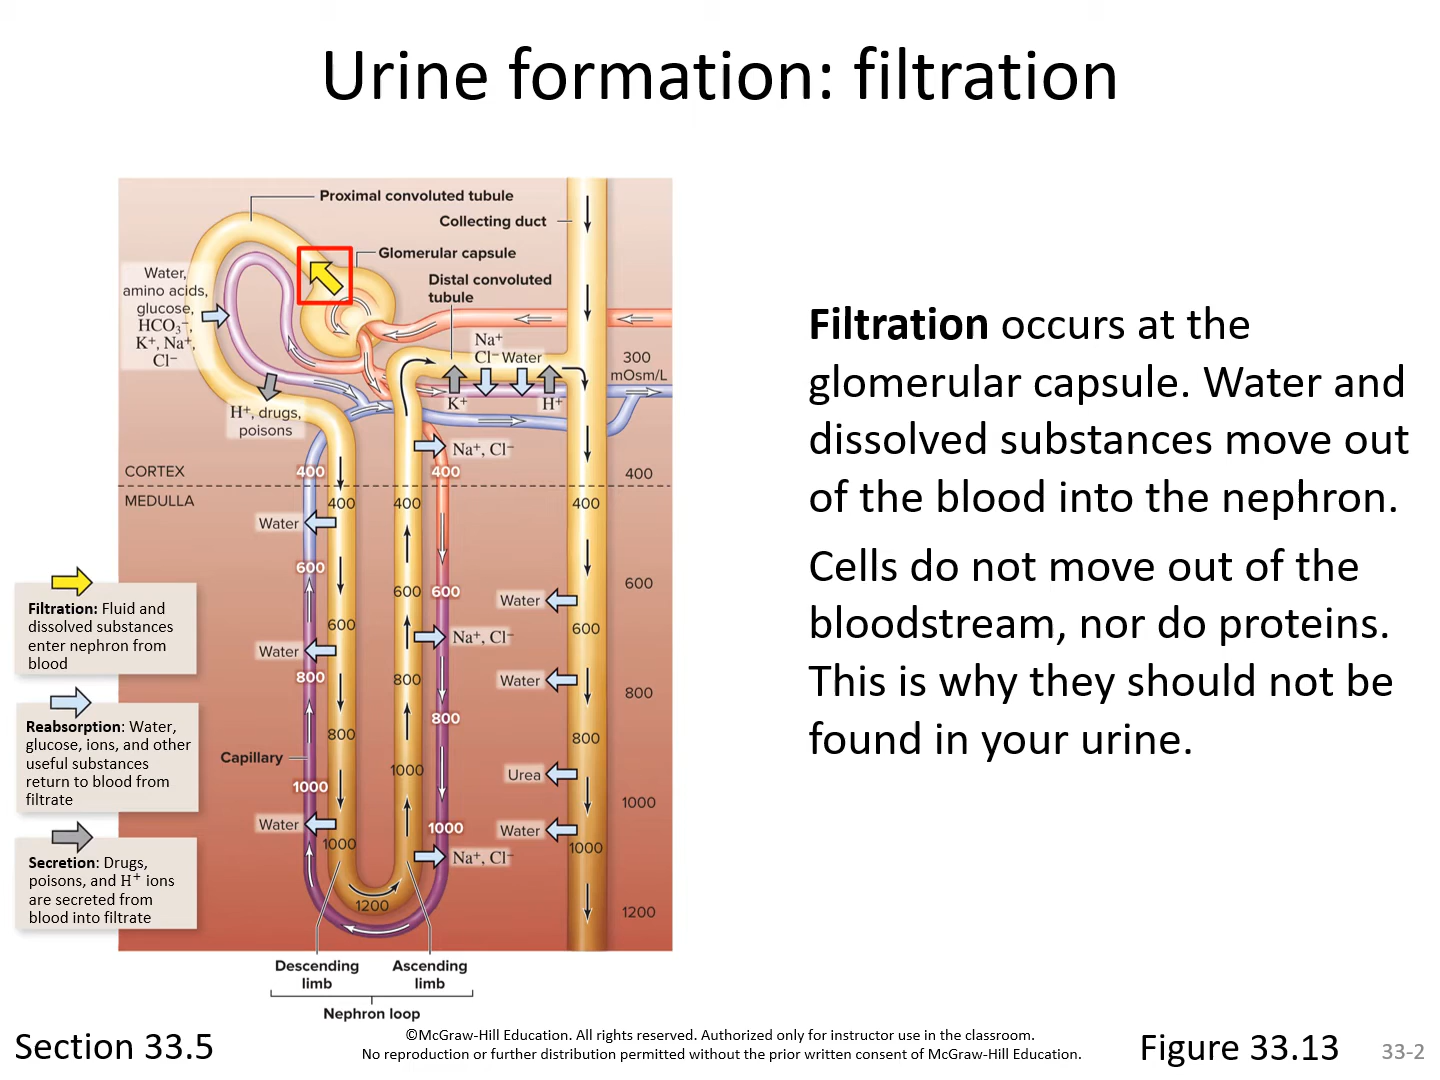 Urine formation: filtration
Proximal convoluted tubule
Collecting duct
Glomerular capsule
Distal convoluted
tubule
Water,
amino acids,
glucose,
HCO₃⁻,
K⁺, Na⁺,
Cl⁻
H⁺, drugs,
poisons
Na⁺
Cl⁻ Water
K⁺
H⁺
300
mOsm/L
Na⁺, Cl⁻
CORTEX
400
400
400
MEDULLA
400
400
400
Water
600
600
600
600
Water
600
600
Na⁺, Cl⁻
Water
800
800
Water
800
800
800
800
Capillary
1000
1000
Urea
1000
Water
1000
Water
1000
1000
Na⁺, Cl⁻
1200
1200
Descending
limb
Ascending
limb
Nephron loop
Filtration: Fluid and
dissolved substances
enter nephron from
blood
Reabsorption: Water,
glucose, ions, and other
useful substances
return to blood from
filtrate
Secretion: Drugs,
poisons, and H⁺ ions
are secreted from
blood into filtrate
Filtration occurs at the
glomerular capsule. Water and
dissolved substances move out
of the blood into the nephron.
Cells do not move out of the
bloodstream, nor do proteins.
This is why they should not be
found in your urine.
Section 33.5
©McGraw-Hill Education. All rights reserved. Authorized only for instructor use in the classroom.
No reproduction or further distribution permitted without the prior written consent of McGraw-Hill Education.
Figure 33.13
33-2